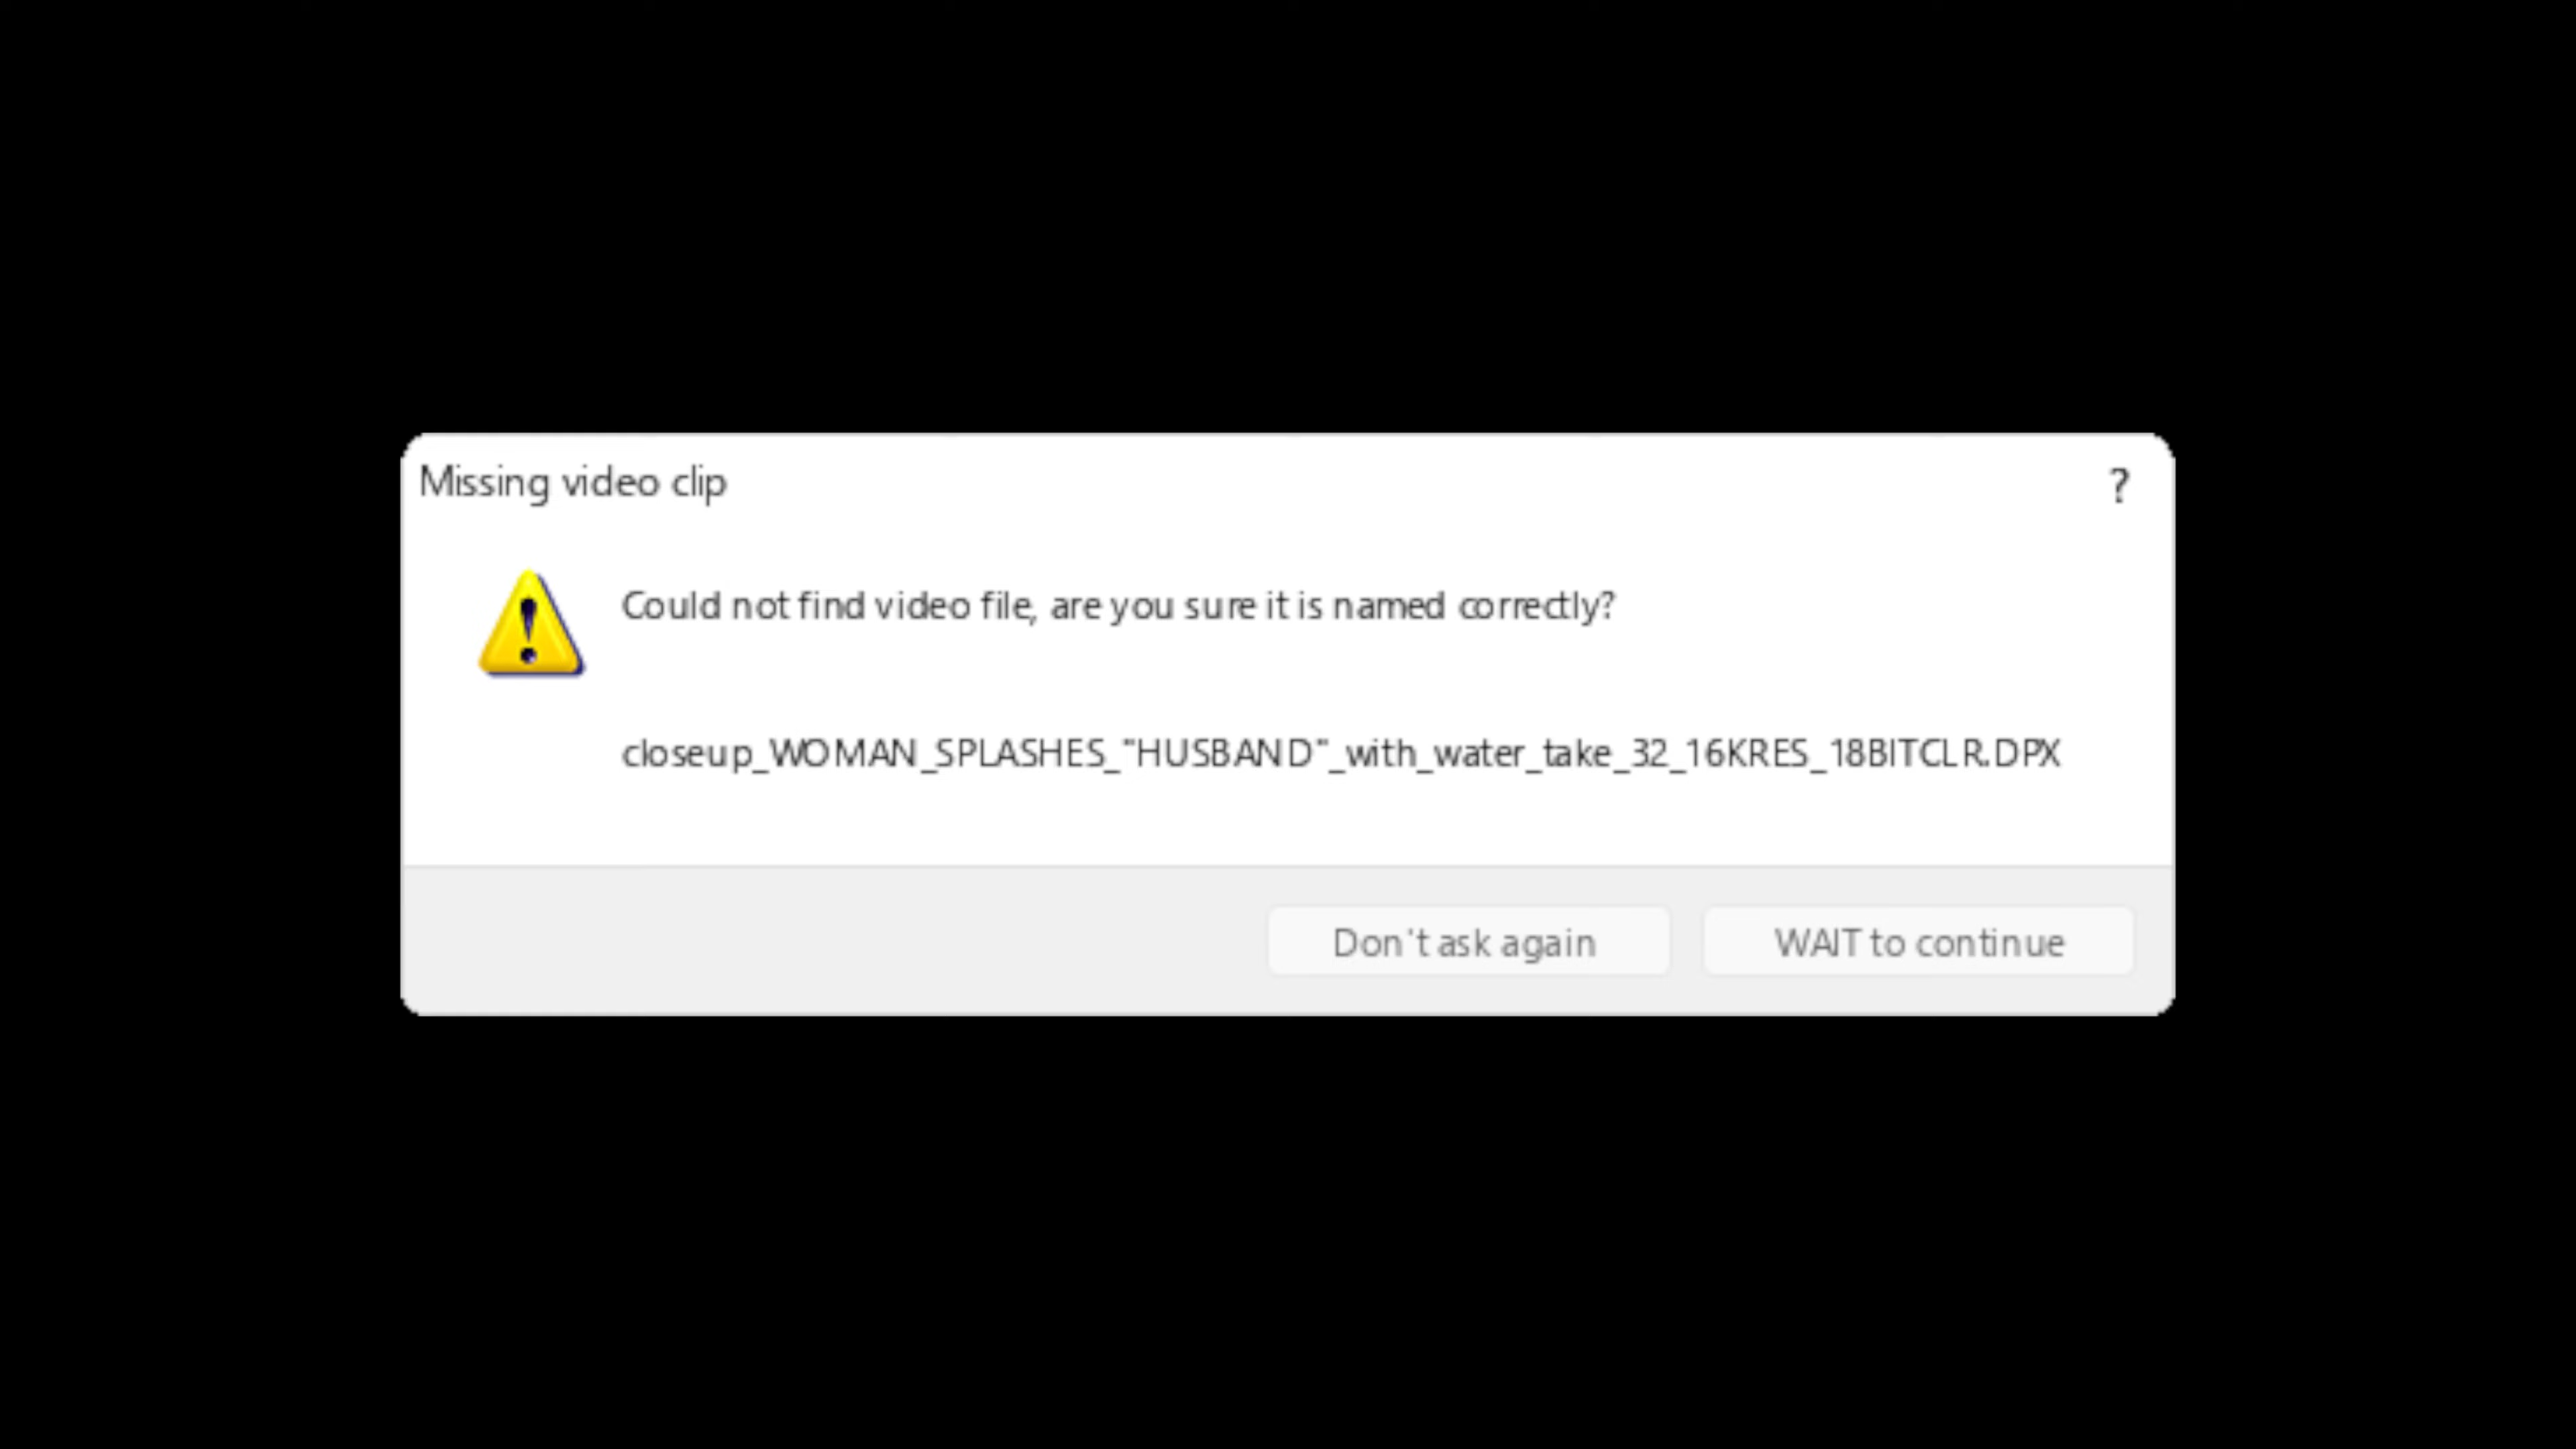 Missing video clip
?
Could not find video file, are you sure it is named correctly?
closeup_WOMAN_SPLASHES_"HUSBAND"_with_water_take_32_16KRES_18BITCLR.DPX
Don't ask again
WAIT to continue